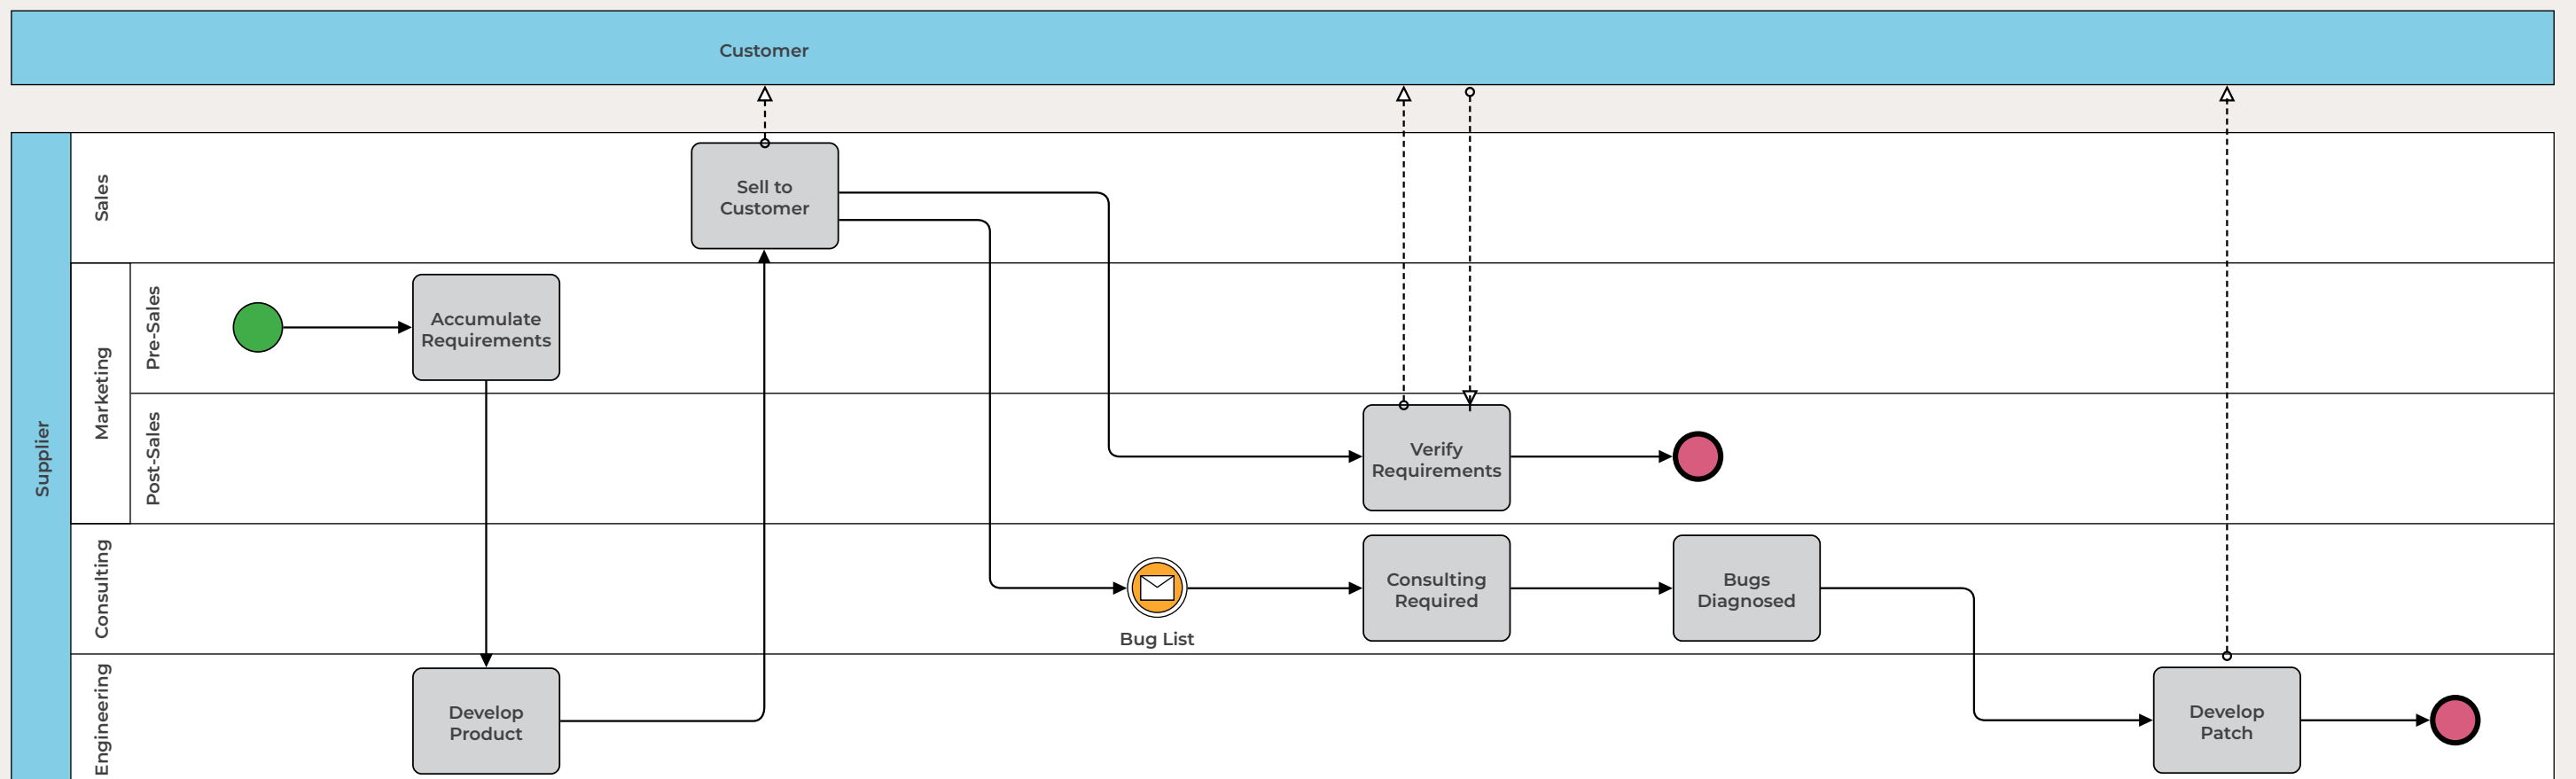 Customer
Supplier
Sales
Sell to
Customer
Marketing
Pre-Sales
Accumulate
Requirements
Post-Sales
Verify
Requirements
Consulting
Bug List
Consulting
Required
Bugs
Diagnosed
Engineering
Develop
Product
Develop
Patch